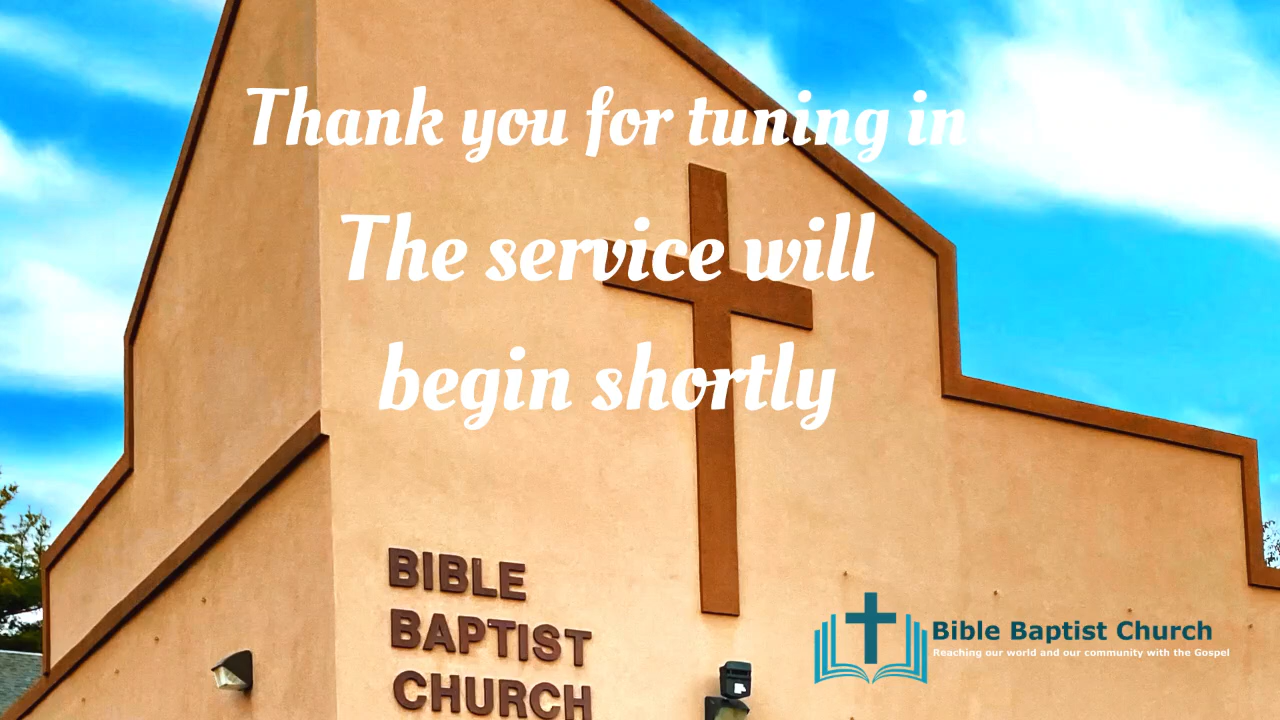 Thank you for tuning in
The service will
begin shortly
BIBLE
BAPTIST
CHURCH
Bible Baptist Church
Reaching our world and our community with the Gospel